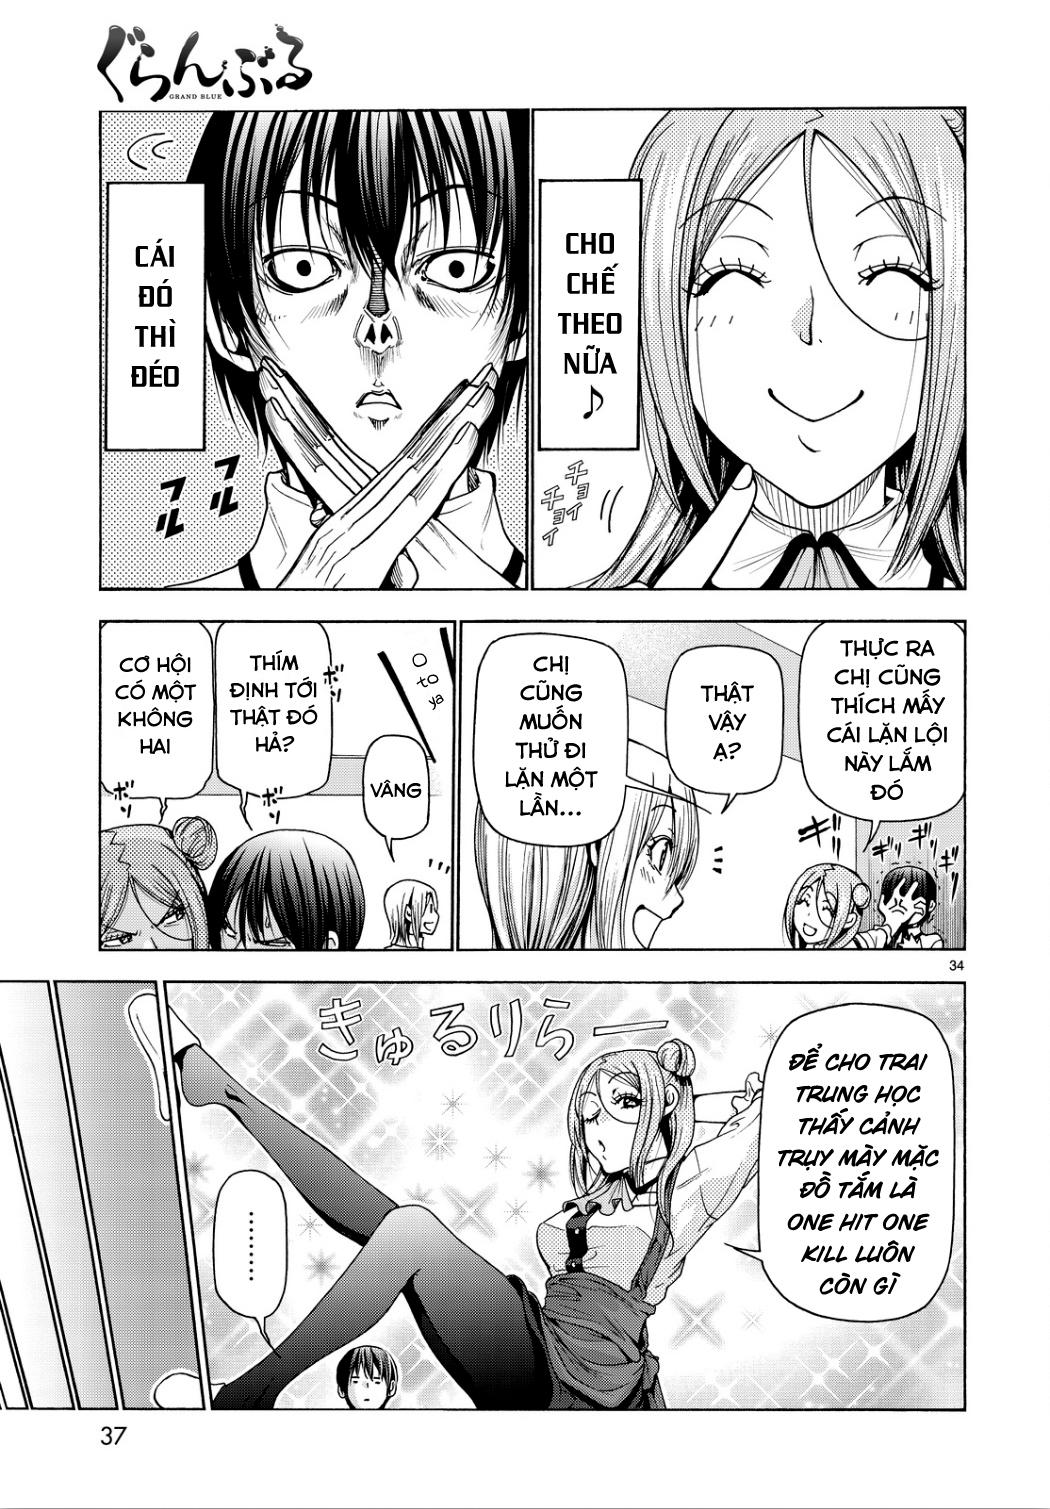 ぐらんぶる
GRAND BLUE
CHO
CHẾ
THEO
NỮA
♪
チョイ
チョイ
CÁI
ĐÓ
THÌ
ĐÉO
THỰC RA
CHỊ CŨNG
THÍCH MẤY
CÁI LẶN LỘI
NÀY LẮM
ĐÓ
THẬT
VẬY
Ạ?
CHỊ
CŨNG
MUỐN
THỬ ĐI
LẶN MỘT
LẦN...
O
to
ya
VÂNG
THÍM
ĐỊNH TỚI
THẬT ĐÓ
HẢ?
ボソ
CƠ HỘI
CÓ MỘT
KHÔNG
HAI
ボソ
34
ĐỂ CHO TRAI
TRUNG HỌC
THẤY CẢNH
TRỤY MÀY MẶC
ĐỒ TẮM LÀ
ONE HIT ONE
KILL LUÔN
CÒN GÌ
きゅるりらー
.........
37